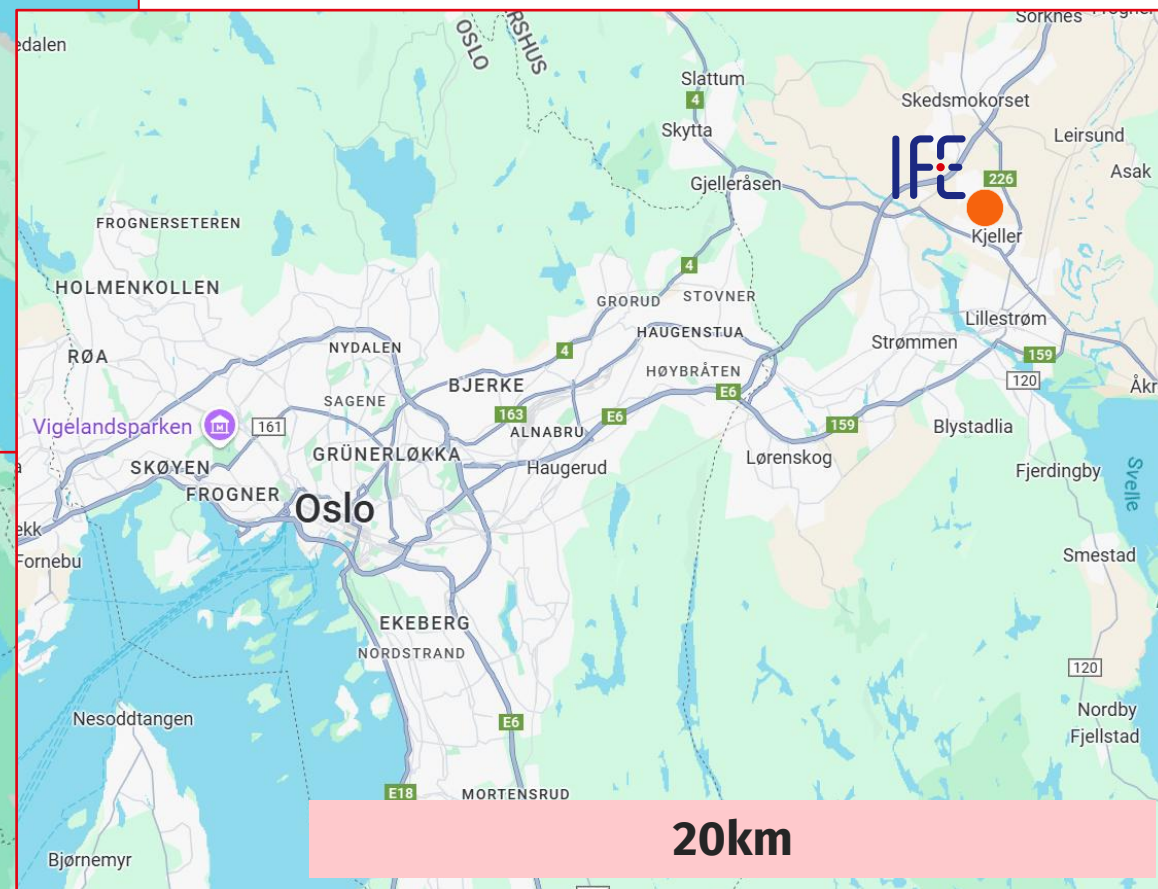 Sorknes
edalen
OSLO
RSHUS
Slattum
4
Skedsmokorset
Skytta
Leirsund
IFE
Asak
Gjelleråsen
226
FROGNERSETEREN
Kjeller
4
HOLMENKOLLEN
GRORUD
STOVNER
Lillestrøm
HAUGENSTUA
Strømmen
NYDALEN
RØA
4
159
HØYBRÅTEN
120
BJERKE
Åkr
E6
SAGENE
163
E6
Vigelandsparken
161
ALNABRU
159
Blystadlia
GRÜNERLØKKA
Lørenskog
SKØYEN
Haugerud
Fjerdingby
Svelle
FROGNER
Oslo
ekk
Smestad
Fornebu
EKEBERG
NORDSTRAND
120
Nesoddtangen
E6
Nordby
Fjellstad
E18
MORTENSRUD
20km
Bjørnemyr